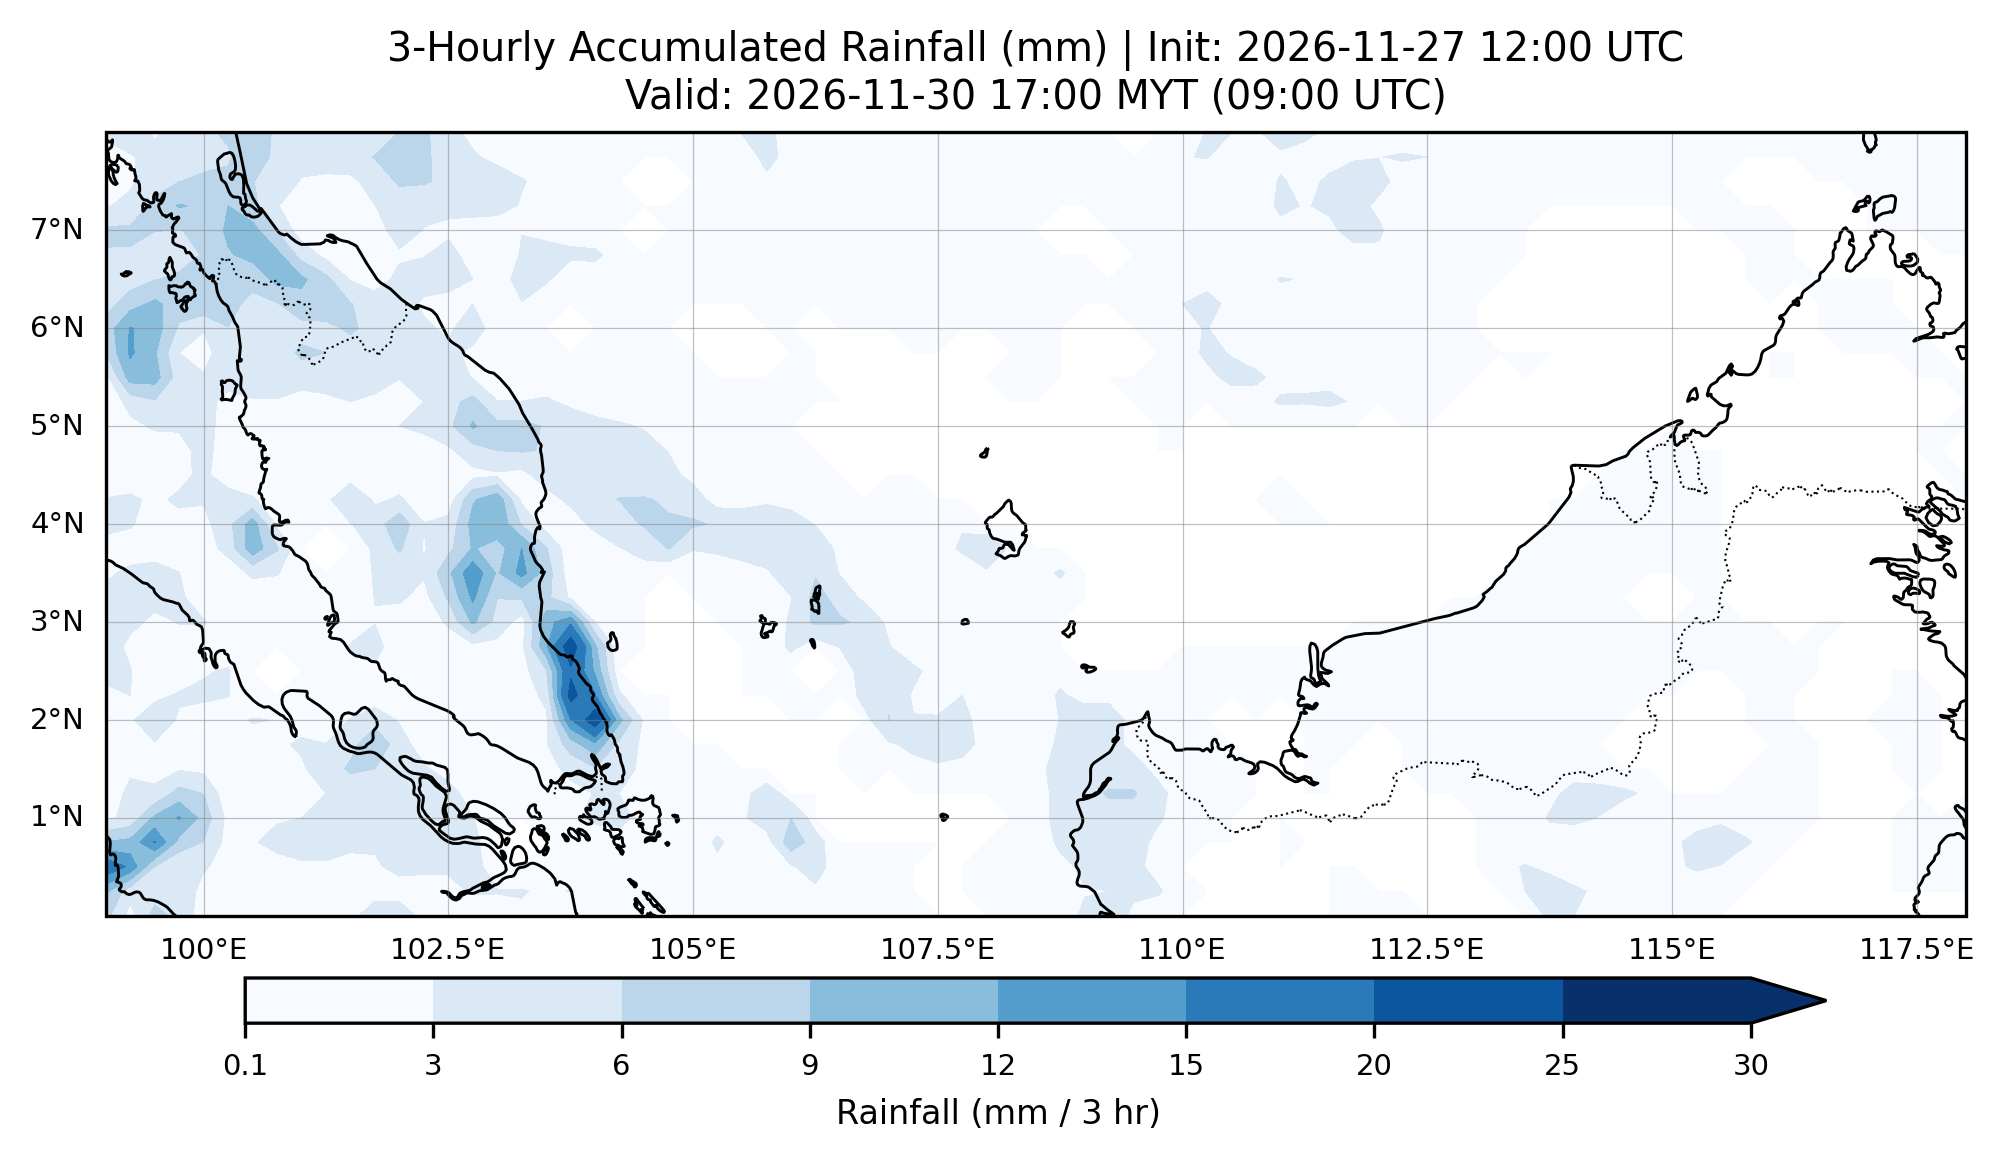 3-Hourly Accumulated Rainfall (mm) | Init: 2026-11-27 12:00 UTC
Valid: 2026-11-30 17:00 MYT (09:00 UTC)
7°N
6°N
5°N
4°N
3°N
2°N
1°N
100°E 102.5°E 105°E 107.5°E 110°E 112.5°E 115°E 117.5°E
0.1 3 6 9 12 15 20 25 30
Rainfall (mm / 3 hr)